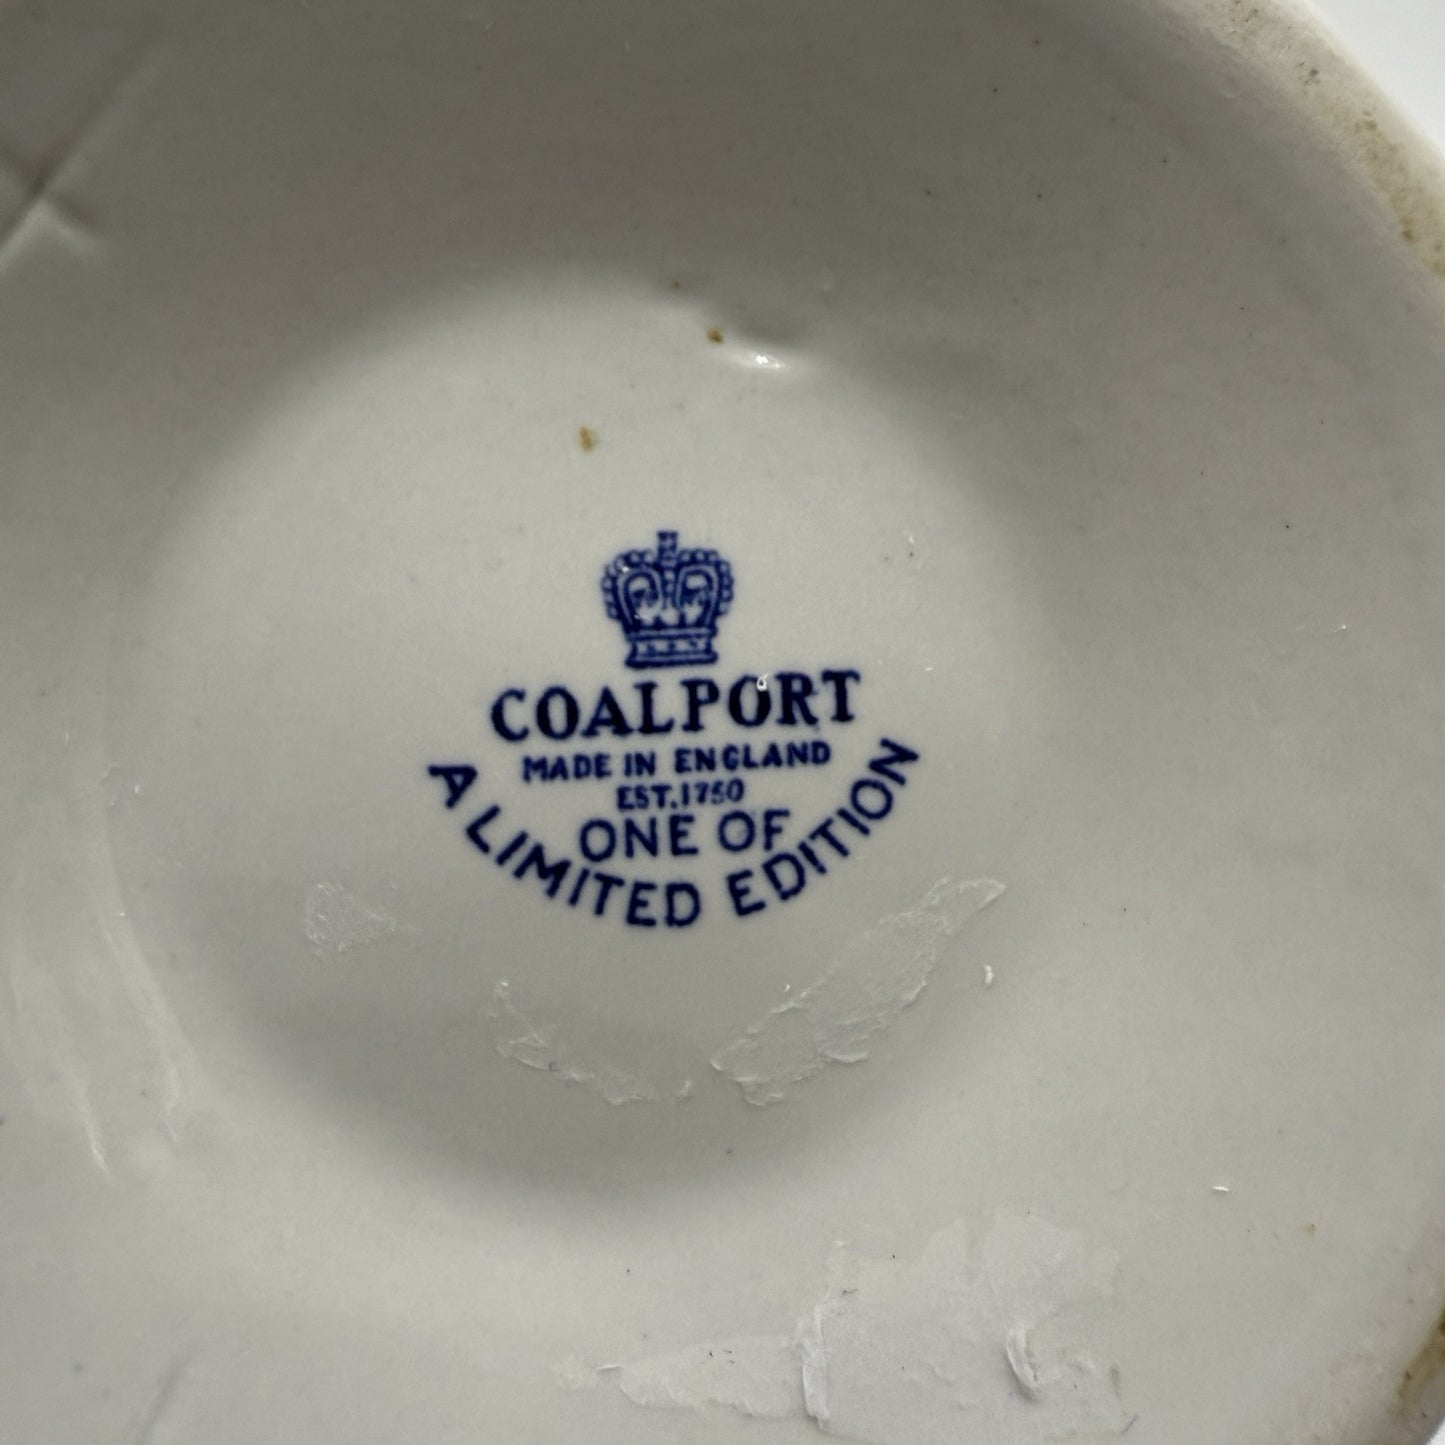 COALPORT
MADE IN ENGLAND
EST.1750
ONE OF
A LIMITED EDITION